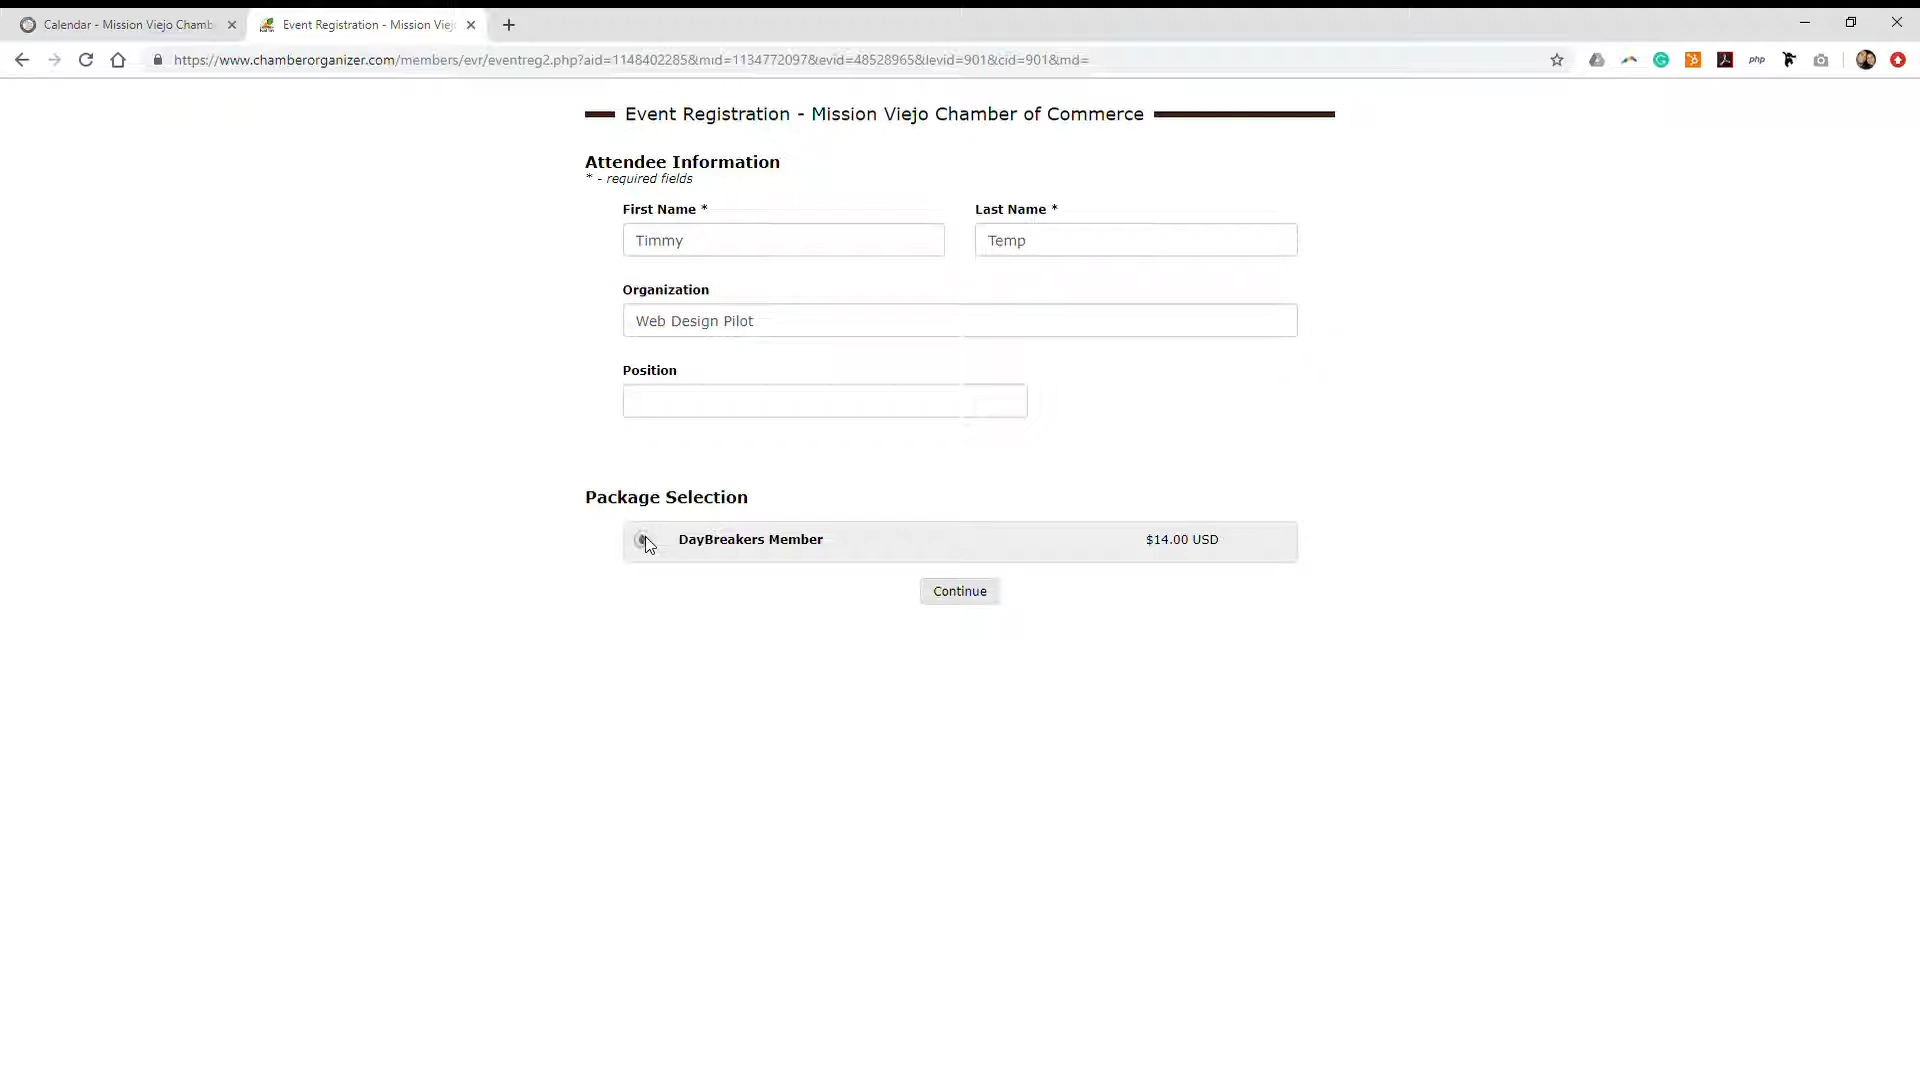 Calendar - Mission Viejo Chamb
Event Registration - Mission Viej
https://www.chamberorganizer.com/members/evr/eventreg2.php?aid=1148402285&mid=1134772097&evid=48528965&levid=901&cid=901&md=
php
Event Registration - Mission Viejo Chamber of Commerce
Attendee Information
* - required fields
First Name * Last Name *
Timmy Temp
Organization
Web Design Pilot
Position
Package Selection
DayBreakers Member $14.00 USD
Continue